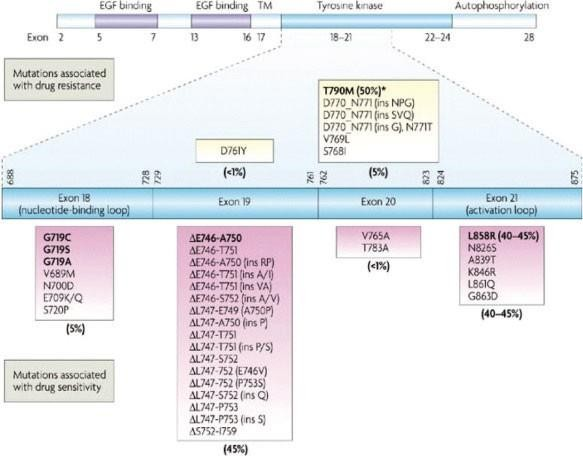 EGF binding EGF binding TM Tyrosine kinase Autophosphorylation
Exon 2 5 7 13 16 17 18–21 22–24 28
Mutations associated
with drug resistance
T790M (50%)*
D770_N771 (ins NPG)
D770_N771 (ins SVQ)
D770_N771 (ins G), N771T
V769L
S768I
(5%)
D761Y
(<1%)
688 728 729 761 762 823 824 875
Exon 18
(nucleotide-binding loop)
Exon 19
Exon 20
Exon 21
(activation loop)
G719C
G719S
G719A
V689M
N700D
E709K/Q
S720P
(5%)
ΔE746-A750
ΔE746-T751
ΔE746-A750 (ins RP)
ΔE746-T751 (ins A/I)
ΔE746-T751 (ins VA)
ΔE746-S752 (ins A/V)
ΔL747-E749 (A750P)
ΔL747-A750 (ins P)
ΔL747-T751
ΔL747-T751 (ins P/S)
ΔL747-S752
ΔL747-752 (E746V)
ΔL747-752 (P753S)
ΔL747-S752 (ins Q)
ΔL747-P753
ΔL747-P753 (ins S)
ΔS752-I759
(45%)
V765A
T783A
(<1%)
L858R (40–45%)
N826S
A839T
K846R
L861Q
G863D
(40–45%)
Mutations associated
with drug sensitivity